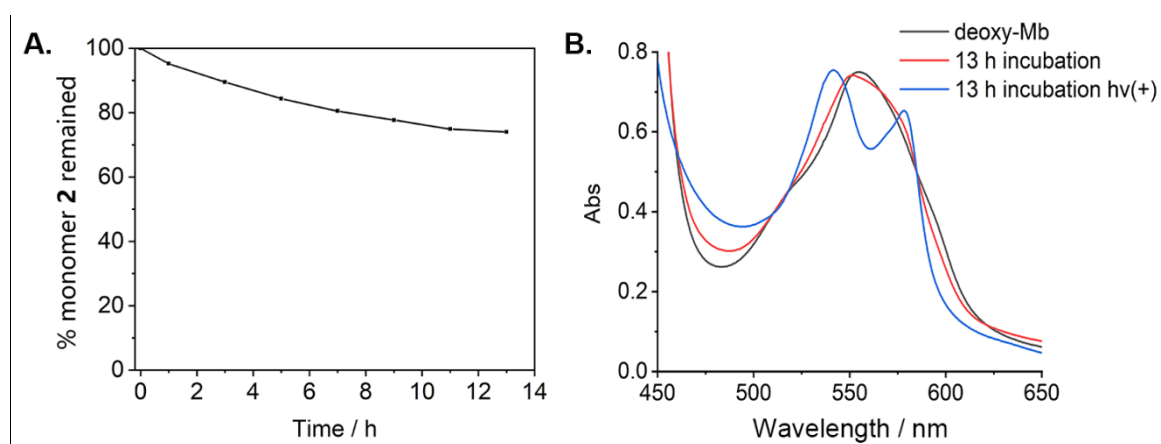 A.
% monomer 2 remained
100
80
60
40
20
0
0 2 4 6 8 10 12 14
Time / h
B.
deoxy-Mb
13 h incubation
13 h incubation hv(+)
Abs
0.8
0.6
0.4
0.2
0.0
450 500 550 600 650
Wavelength / nm